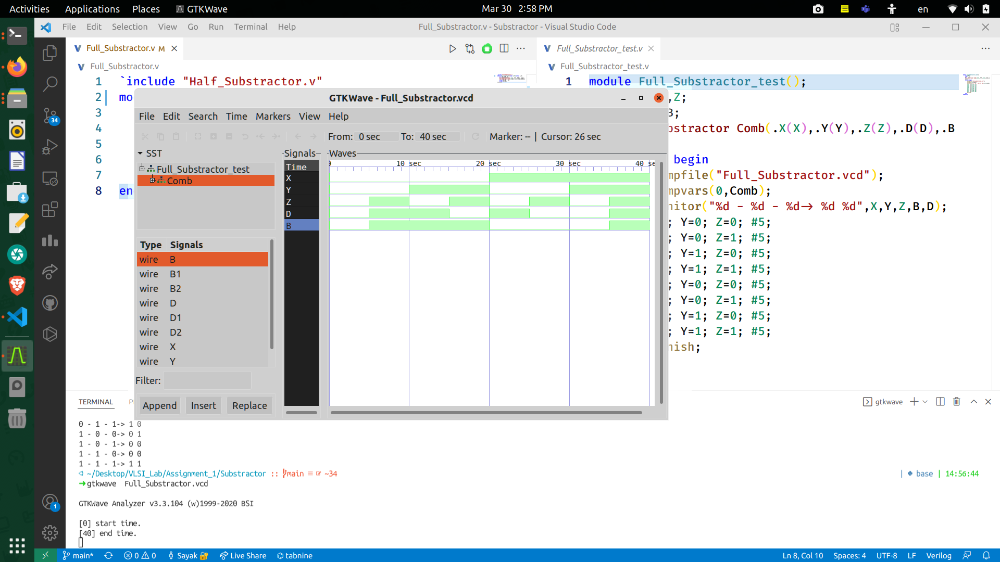 Activities Applications Places GTKWave Mar 30 2:58 PM en
File Edit Selection View Go Run Terminal Help Full_Substractor.v - Substractor - Visual Studio Code
Full_Substractor.v M
Full_Substractor_test.v
Full_Substractor.v
Full_Substractor_test.v
1 `include "Half_Substractor.v"
2 mo
3
4
5
6
7
8 en
1 module Full_Substractor_test();
,Z;
B;
bstractor Comb(.X(X),.Y(Y),.Z(Z),.D(D),.B
begin
mpfile("Full_Substractor.vcd");
mpvars(0,Comb);
nitor("%d - %d - %d-> %d %d",X,Y,Z,B,D);
; Y=0; Z=0; #5;
; Y=0; Z=1; #5;
; Y=1; Z=0; #5;
; Y=1; Z=1; #5;
; Y=0; Z=0; #5;
; Y=0; Z=1; #5;
; Y=1; Z=0; #5;
; Y=1; Z=1; #5;
nish;
GTKWave - Full_Substractor.vcd
File Edit Search Time Markers View Help
From: 0 sec To: 40 sec Marker: -- | Cursor: 26 sec
SST
Full_Substractor_test
Comb
Type Signals
wire B
wire B1
wire B2
wire D
wire D1
wire D2
wire X
wire Y
Filter:
Append Insert Replace
Signals
Time
X
Y
Z
D
B
Waves
0 10 sec 20 sec 30 sec 40 se
34
1
TERMINAL P
gtkwave
0 - 1 - 1-> 1 0
1 - 0 - 0-> 0 1
1 - 0 - 1-> 0 0
1 - 1 - 0-> 0 0
1 - 1 - 1-> 1 1
~/Desktop/VLSI_Lab/Assignment_1/Substractor :: main ≡ ~34 | base | 14:56:44
➜ gtkwave Full_Substractor.vcd
GTKWave Analyzer v3.3.104 (w)1999-2020 BSI
[0] start time.
[40] end time.
main* 0 0 Sayak Live Share tabnine Ln 8, Col 10 Spaces: 4 UTF-8 LF Verilog